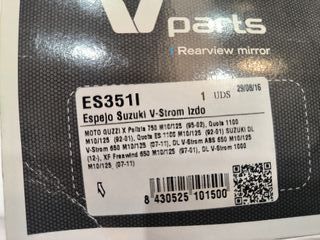 V
parts
Rearview mirror
ES351I
1 UDS
29/08/16
Espejo Suzuki V-Strom Izdo
MOTO GUZZI X Polizia 750 M10/125 (95-02), Quota 1100
M10/125 (92-01), Quota ES 1100 M10/125 (92-01) SUZUKI DL
V-Strom 650 M10/125 (07-11), DL V-Strom ABS 650 M10/125
(12-), XF Freewind 650 M10/125 (97-01), DL V-Strom 1000
M10/125 (07-11)
8 430525 101500